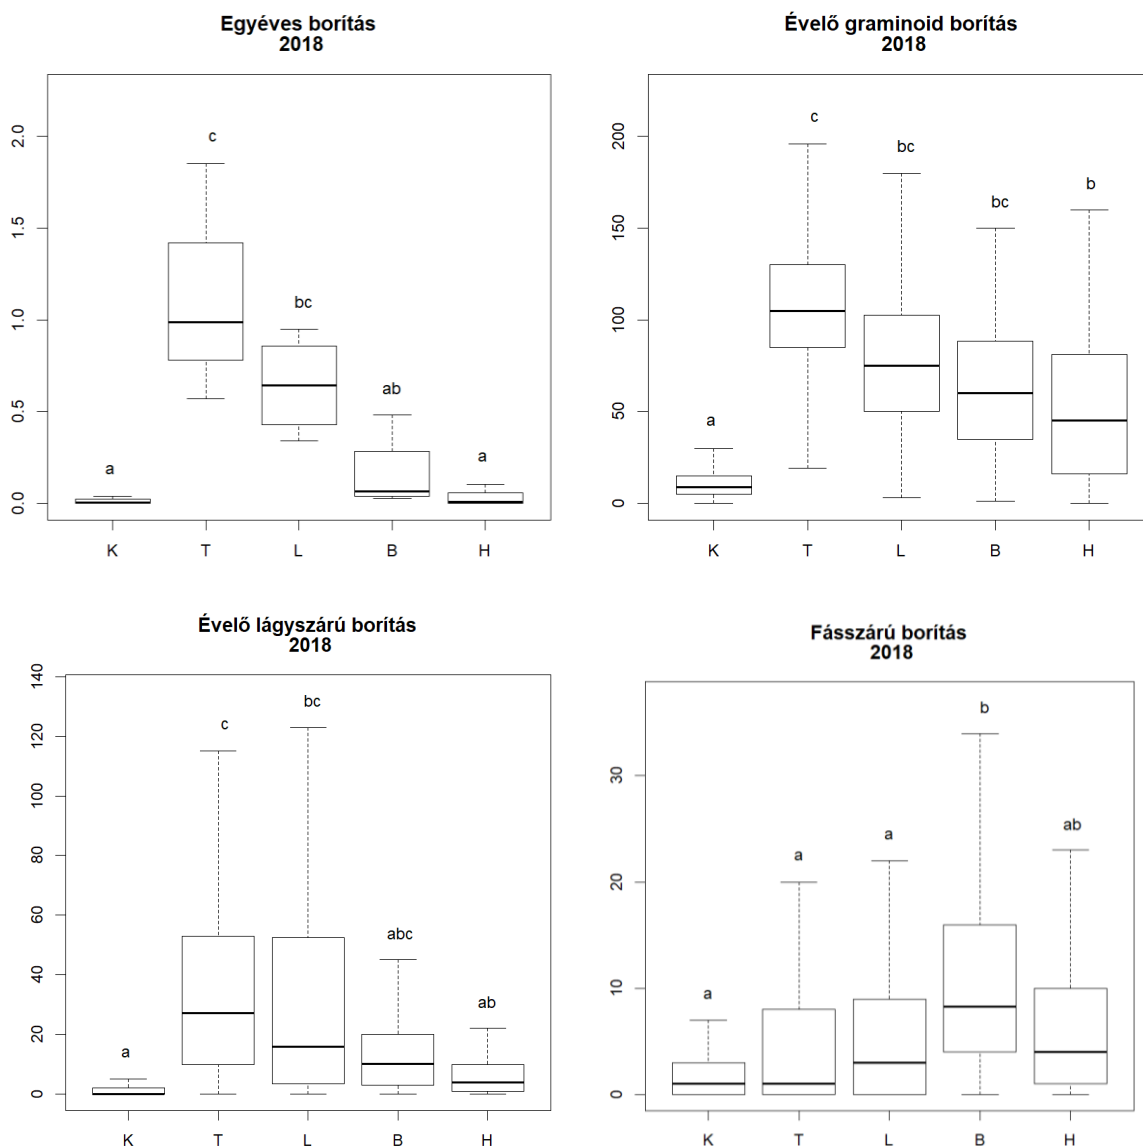 Egyéves borítás
2018
2.0
1.5
1.0
0.5
0.0
c
bc
ab
a
a
K T L B H
Évelő graminoid borítás
2018
200
150
100
50
0
c
bc
bc
b
a
K T L B H
Évelő lágyszárú borítás
2018
140
120
100
80
60
40
20
0
bc
c
abc
ab
a
K T L B H
Fásszárú borítás
2018
30
20
10
0
b
ab
a
a
a
K T L B H